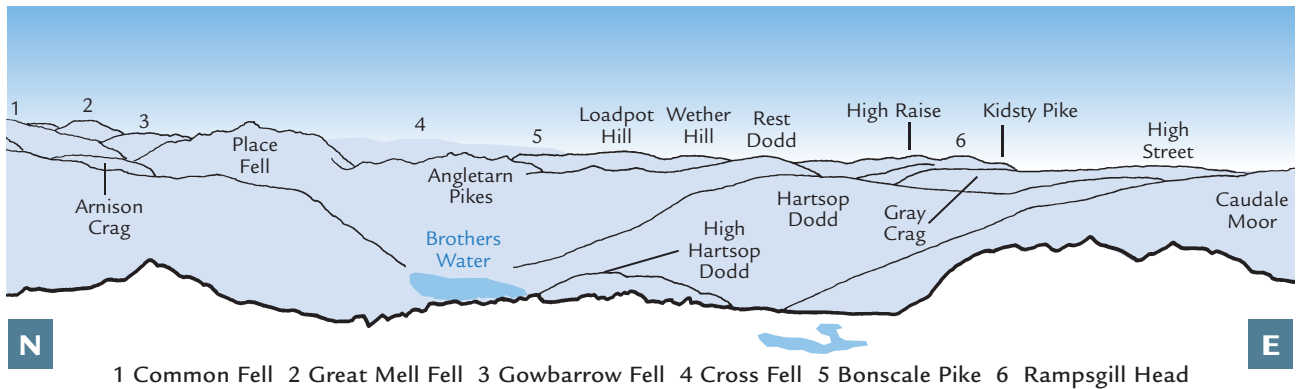 1
2
3
Place
Fell
Arnison
Crag
4
Angletarn
Pikes
Brothers
Water
5
Loadpot
Hill
Wether
Hill
Rest
Dodd
High
Hartsop
Dodd
Hartsop
Dodd
High Raise
6
Kidsty Pike
Gray
Crag
High
Street
Caudale
Moor
N
E
1 Common Fell 2 Great Mell Fell 3 Gowbarrow Fell 4 Cross Fell 5 Bonscale Pike 6 Rampsgill Head